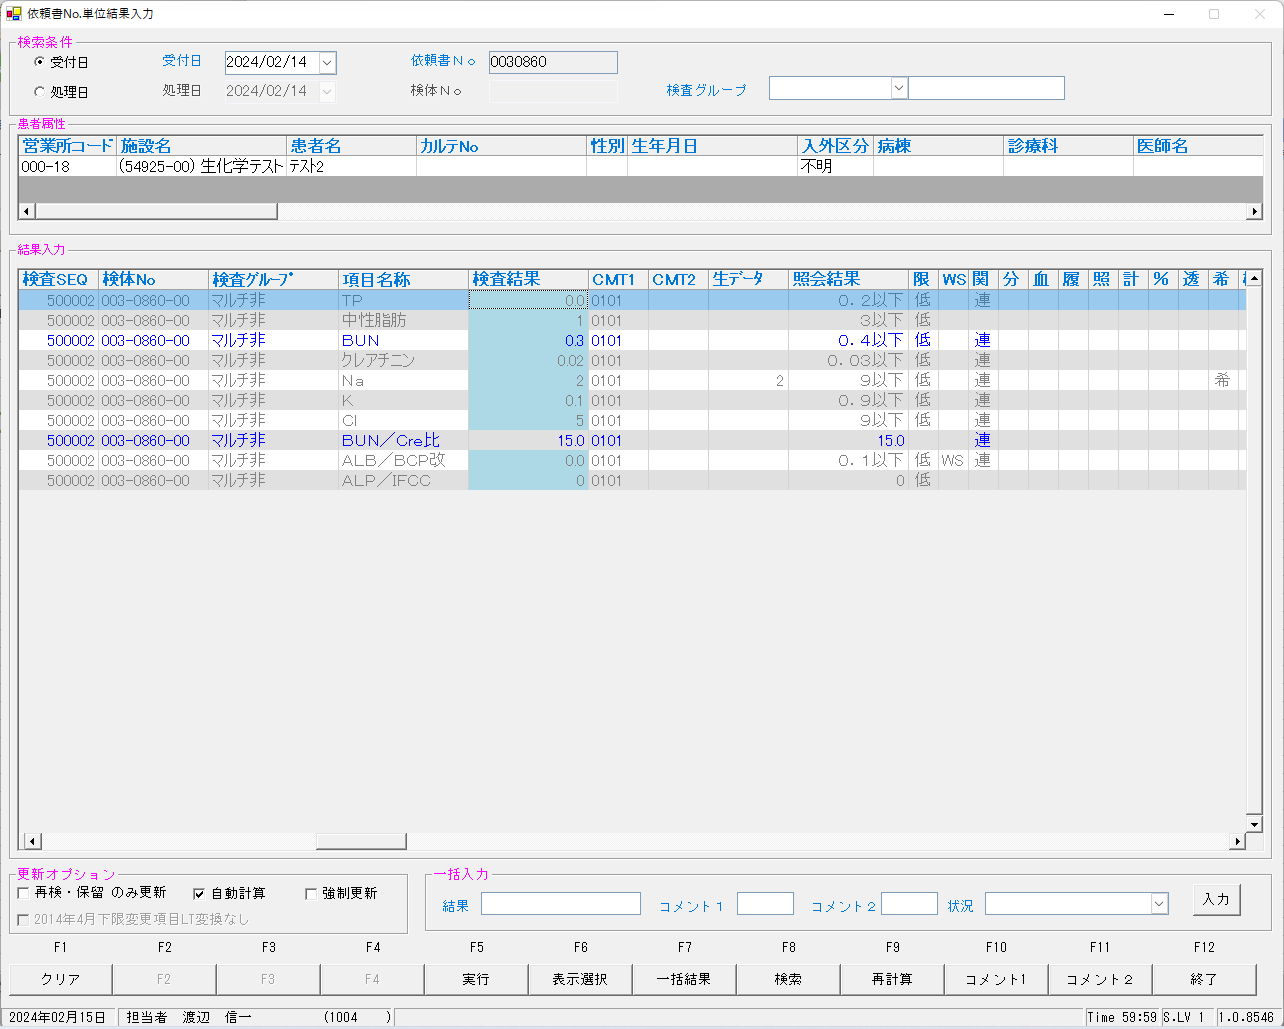 依頼書No.単位結果入力
検索条件
受付日 受付日 2024/02/14 依頼書Ｎｏ 0030860
処理日 処理日 2024/02/14 検体Ｎｏ 検査グループ
患者属性
営業所コード 施設名 患者名 カルテNo 性別 生年月日 入外区分 病棟 診療科 医師名
000-18 (54925-00) 生化学テスト テスト2 不明
結果入力
検査SEQ 検体No 検査グループ 項目名称 検査結果 CMT1 CMT2 生データ 照会結果 限 WS 関 分 血 履 照 計 % 透 希
500002 003-0860-00 マルチ非 ＴＰ 0.0 0101 ０．２以下 低 連
500002 003-0860-00 マルチ非 中性脂肪 1 0101 ３以下 低
500002 003-0860-00 マルチ非 ＢＵＮ 0.3 0101 ０．４以下 低 連
500002 003-0860-00 マルチ非 クレアチニン 0.02 0101 ０．０３以下 低 連
500002 003-0860-00 マルチ非 Ｎａ 2 0101 2 ９以下 低 連 希
500002 003-0860-00 マルチ非 Ｋ 0.1 0101 ０．９以下 低 連
500002 003-0860-00 マルチ非 Ｃｌ 5 0101 ９以下 低 連
500002 003-0860-00 マルチ非 ＢＵＮ／Ｃｒｅ比 15.0 0101 15.0 連
500002 003-0860-00 マルチ非 ＡＬＢ／ＢＣＰ改 0.0 0101 ０．１以下 低 WS 連
500002 003-0860-00 マルチ非 ＡＬＰ／ＩＦＣＣ 0 0101 0 低
更新オプション
再検・保留 のみ更新 自動計算 強制更新
2014年4月下限変更項目LT変換なし
一括入力
結果 コメント１ コメント２ 状況 入力
F1 F2 F3 F4 F5 F6 F7 F8 F9 F10 F11 F12
クリア F2 F3 F4 実行 表示選択 一括結果 検索 再計算 コメント1 コメント２ 終了
2024年02月15日 担当者 渡辺 信一 (1004 ) Time 59:59 S.LV 1 1.0.8546